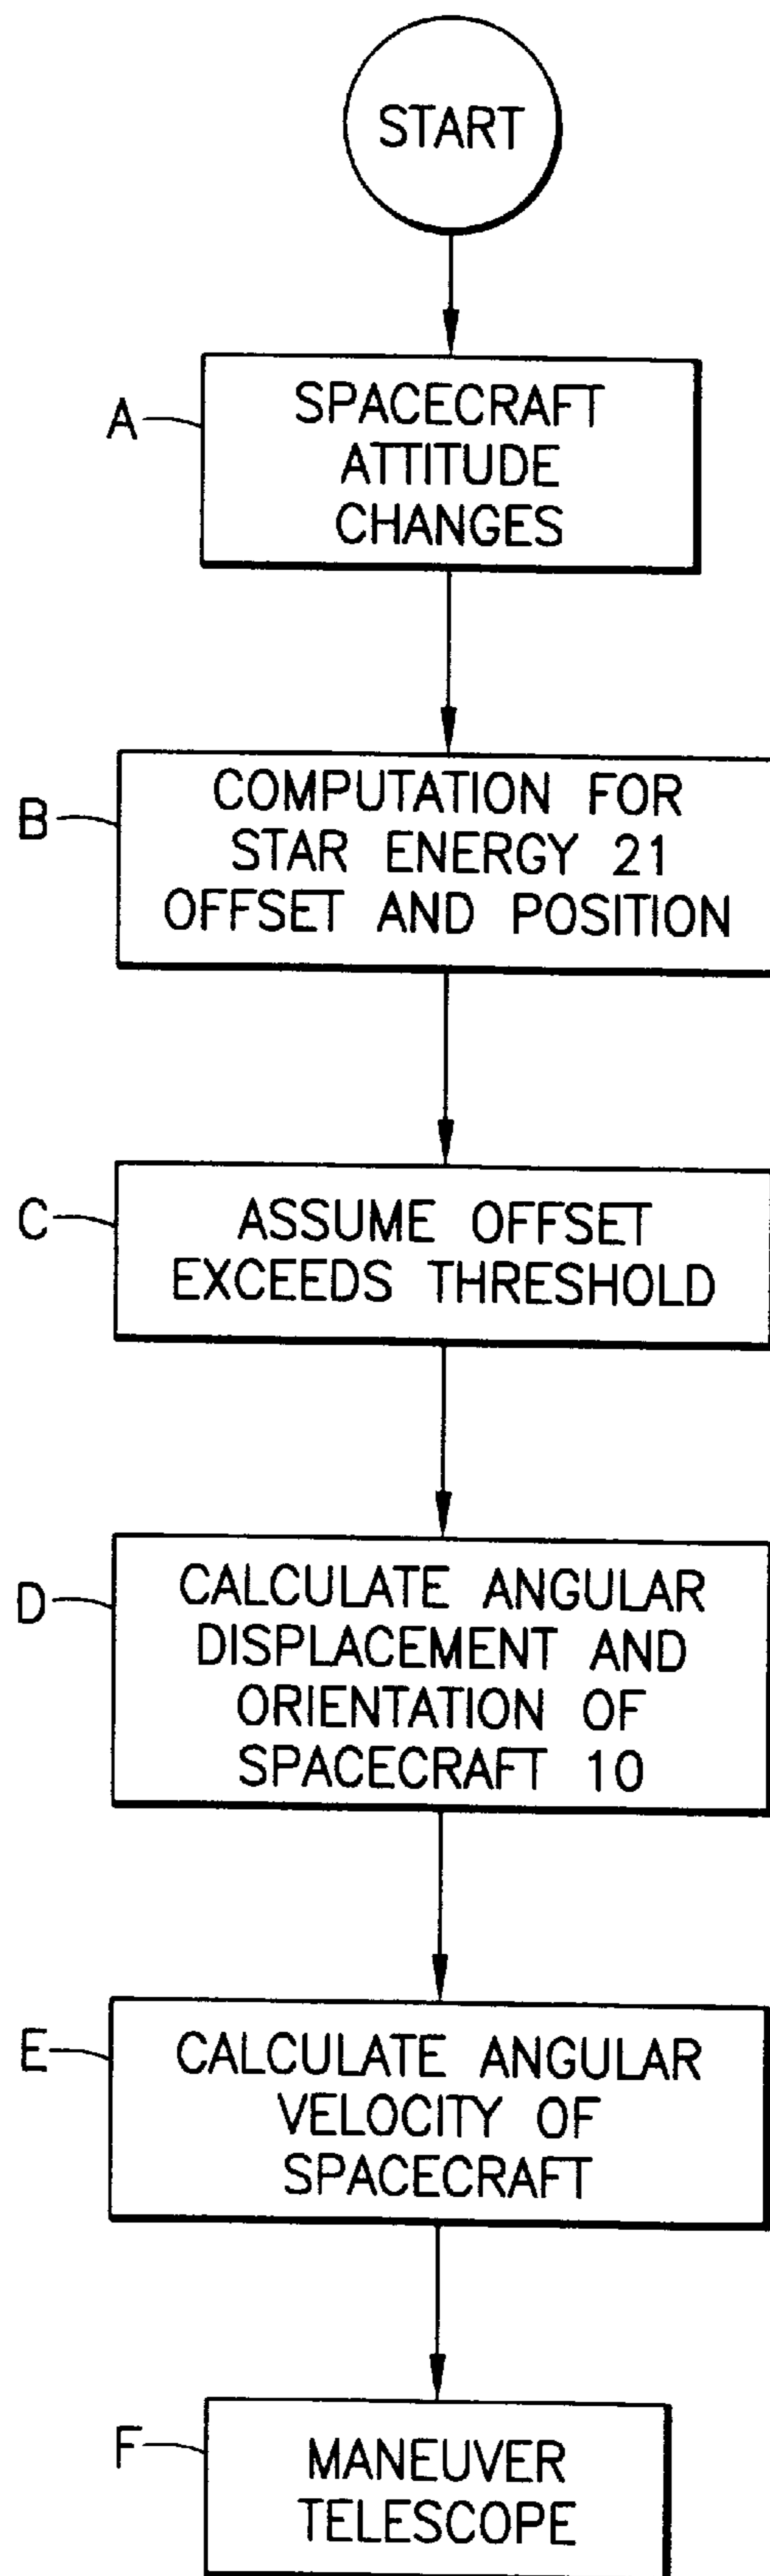 START
A
SPACECRAFT
ATTITUDE
CHANGES
B
COMPUTATION FOR
STAR ENERGY 21
OFFSET AND POSITION
C
ASSUME OFFSET
EXCEEDS THRESHOLD
D
CALCULATE ANGULAR
DISPLACEMENT AND
ORIENTATION OF
SPACECRAFT 10
E
CALCULATE ANGULAR
VELOCITY OF
SPACECRAFT
F
MANEUVER
TELESCOPE